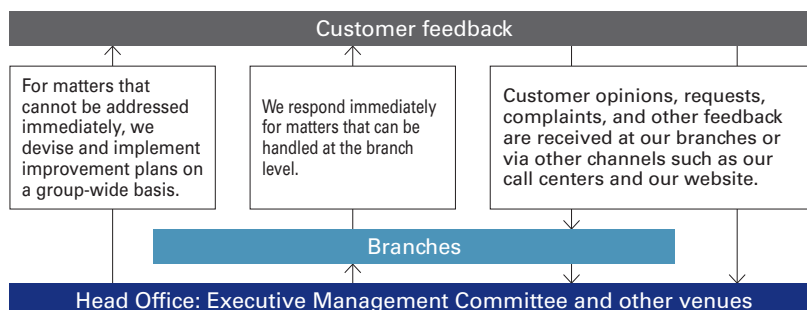 Customer feedback
For matters that
cannot be addressed
immediately, we
devise and implement
improvement plans on
a group-wide basis.
We respond immediately
for matters that can be
handled at the branch
level.
Customer opinions, requests,
complaints, and other feedback
are received at our branches or
via other channels such as our
call centers and our website.
Branches
Head Office: Executive Management Committee and other venues